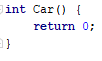 int Car() {
    return 0;
}